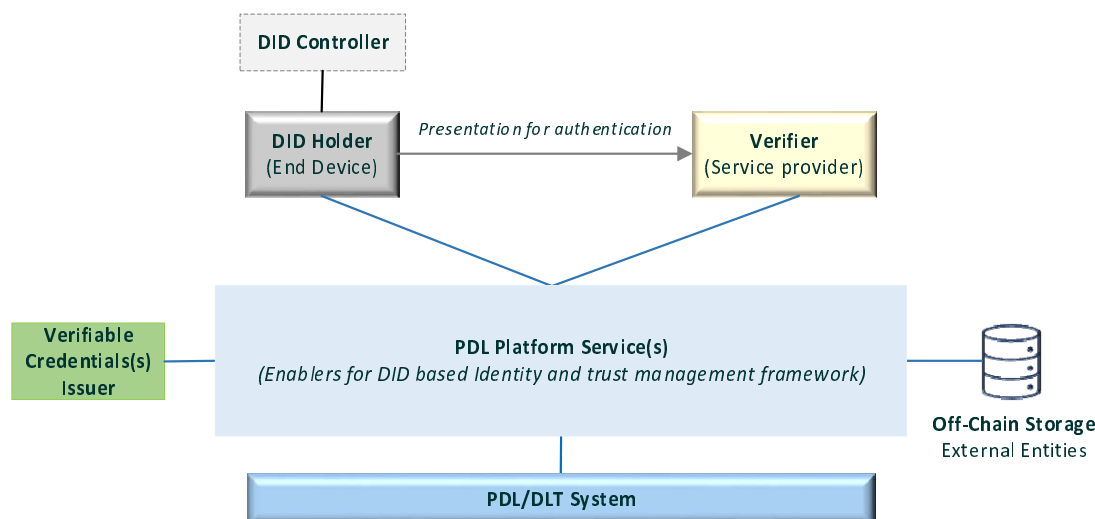 DID Controller
DID Holder
(End Device)
Presentation for authentication
Verifier
(Service provider)
Verifiable
Credentials(s)
Issuer
PDL Platform Service(s)
(Enablers for DID based Identity and trust management framework)
Off-Chain Storage
External Entities
PDL/DLT System